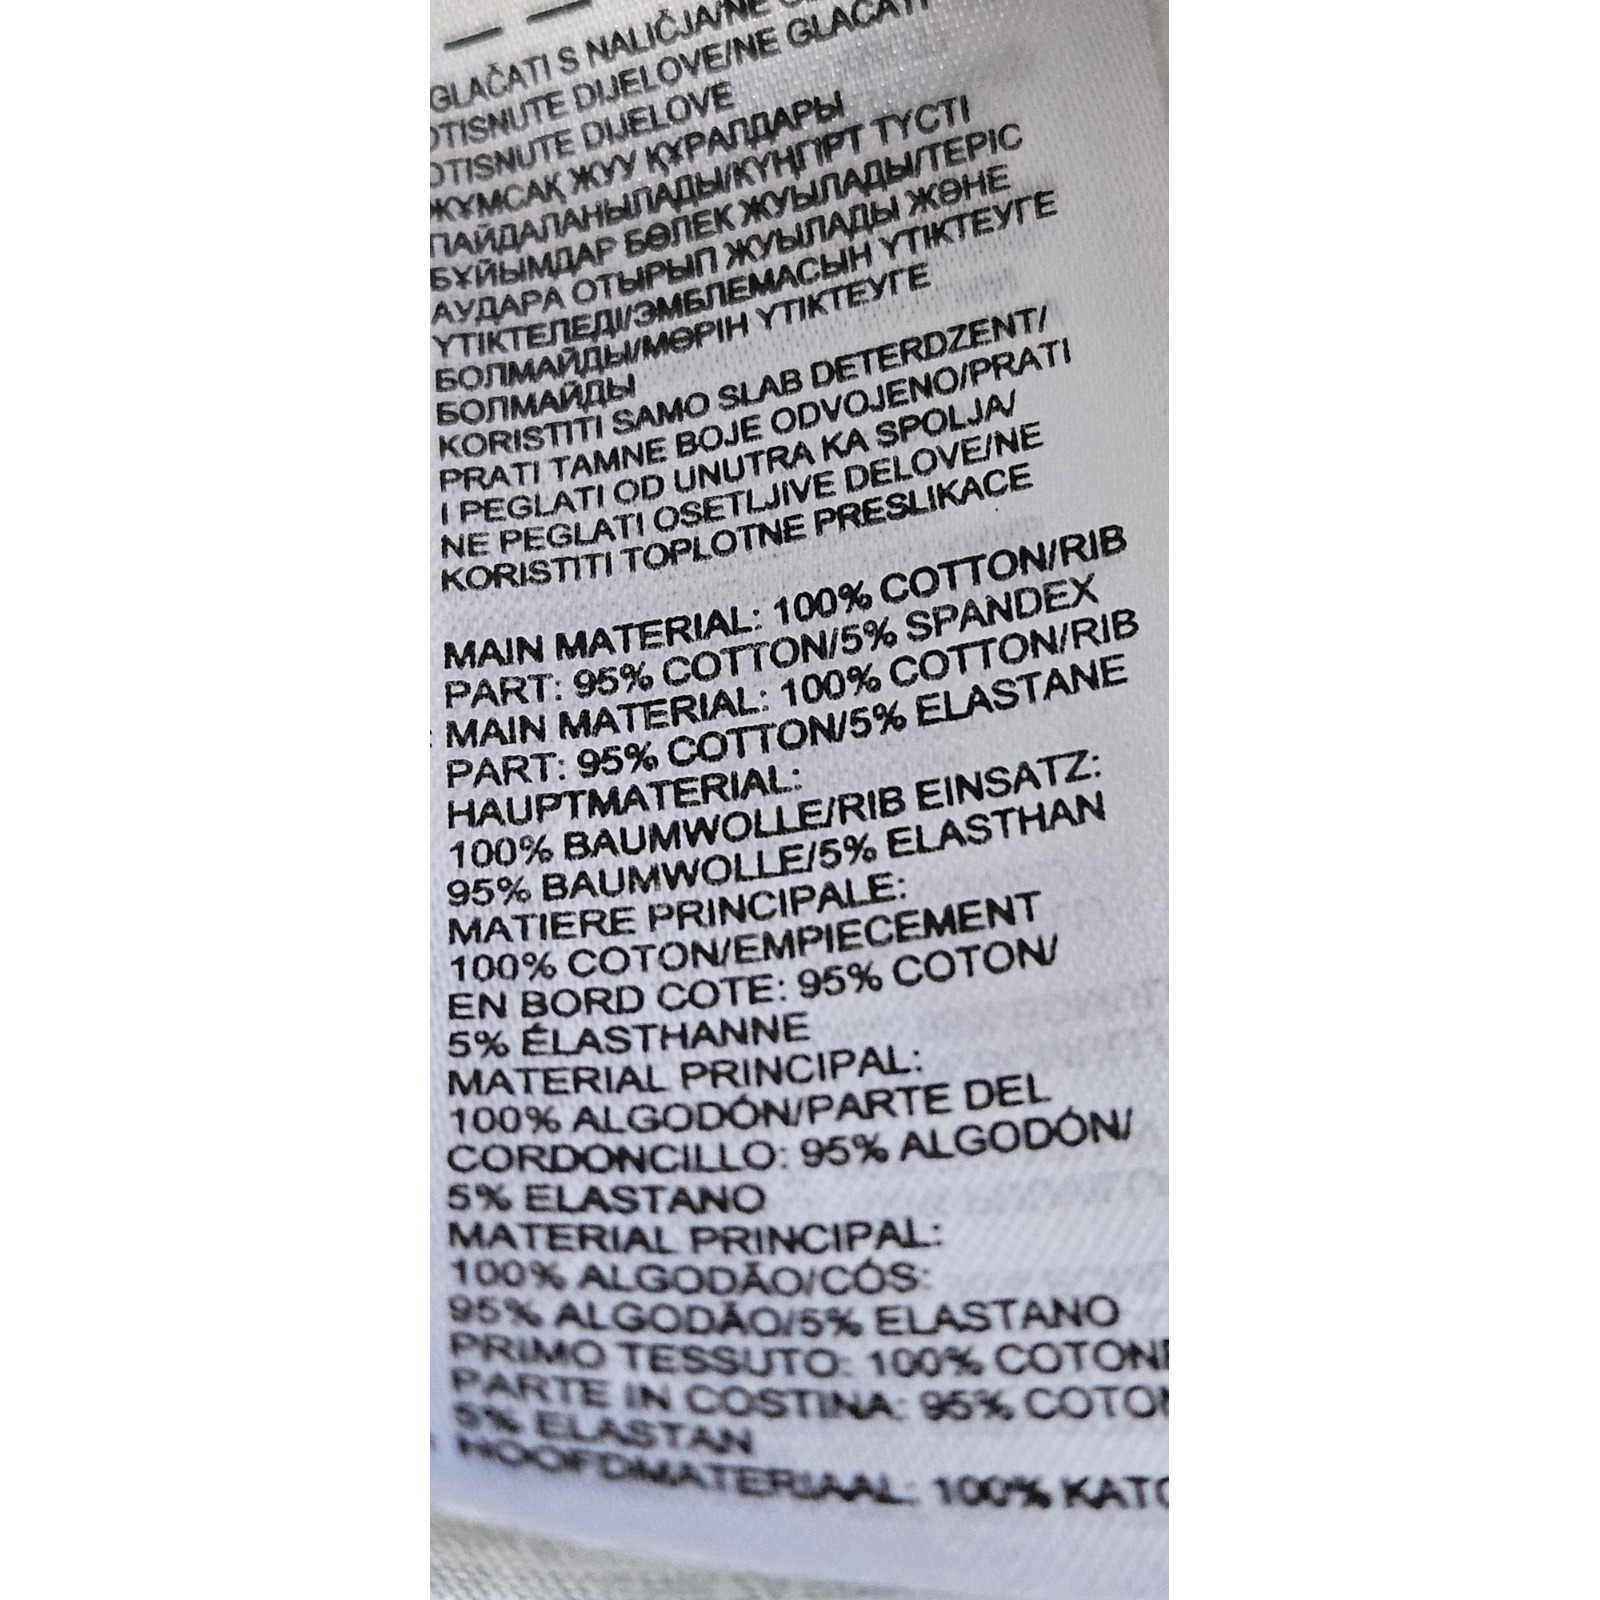 GLAČATI S NALIČJA/NE
OTISNUTE DIJELOVE/NE GLAČATI
OTISNUTE DIJELOVE
ЖҰМСАҚ ЖУУ ҚҰРАЛДАРЫ
ПАЙДАЛАНЫЛАДЫ/КҮҢГІРТ ТҮСТІ
БҰЙЫМДАР БӨЛЕК ЖУЫЛАДЫ/ТЕРІС
АУДАРА ОТЫРЫП ЖУЫЛАДЫ ЖӘНЕ
ҮТІКТЕЛЕДІ/ЭМБЛЕМАСЫН ҮТІКТЕУГЕ
БОЛМАЙДЫ/МӨРІН ҮТІКТЕУГЕ
БОЛМАЙДЫ
KORISTITI SAMO SLAB DETERDZENT/
PRATI TAMNE BOJE ODVOJENO/PRATI
I PEGLATI OD UNUTRA KA SPOLJA/
NE PEGLATI OSETLJIVE DELOVE/NE
KORISTITI TOPLOTNE PRESLIKACE
MAIN MATERIAL: 100% COTTON/RIB
PART: 95% COTTON/5% SPANDEX
MAIN MATERIAL: 100% COTTON/RIB
PART: 95% COTTON/5% ELASTANE
HAUPTMATERIAL:
100% BAUMWOLLE/RIB EINSATZ:
95% BAUMWOLLE/5% ELASTHAN
MATIERE PRINCIPALE:
100% COTON/EMPIECEMENT
EN BORD COTE: 95% COTON/
5% ÉLASTHANNE
MATERIAL PRINCIPAL:
100% ALGODÓN/PARTE DEL
CORDONCILLO: 95% ALGODÓN/
5% ELASTANO
MATERIAL PRINCIPAL:
100% ALGODÃO/CÓS:
95% ALGODÃO/5% ELASTANO
PRIMO TESSUTO: 100% COTONE
PARTE IN COSTINA: 95% COTON
5% ELASTAN
HOOFDMATERIAAL: 100% KATO